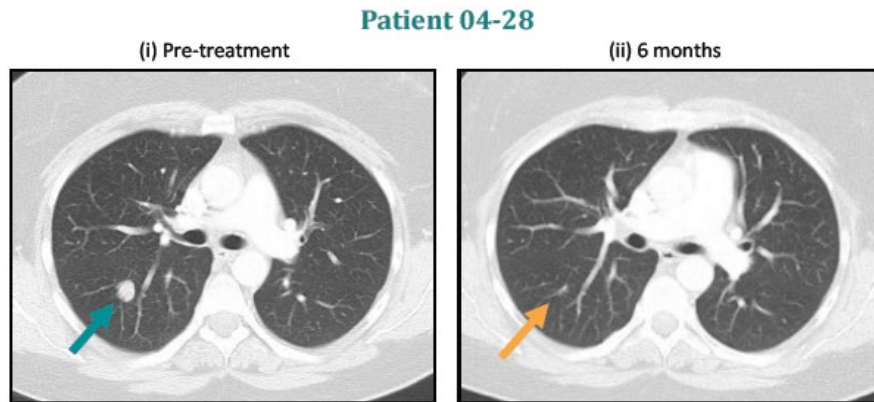 Patient 04-28
(i) Pre-treatment
(ii) 6 months